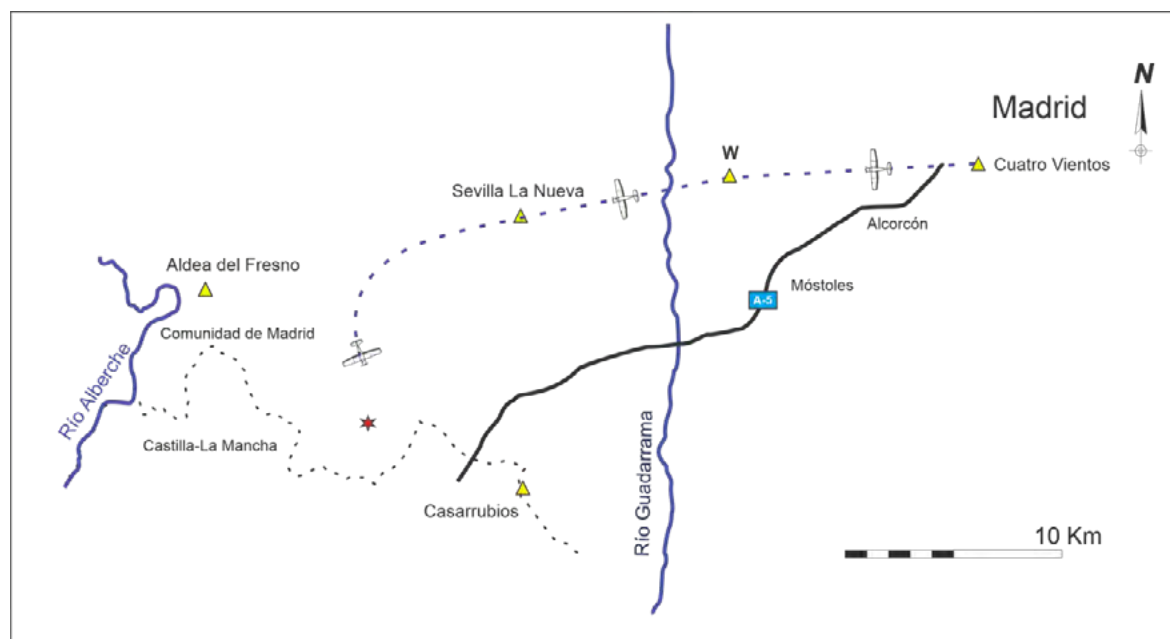 N
Madrid
W
Cuatro Vientos
Sevilla La Nueva
Alcorcón
Aldea del Fresno
Móstoles
A-5
Comunidad de Madrid
Río Alberche
Castilla-La Mancha
Casarrubios
Río Guadarrama
10 Km